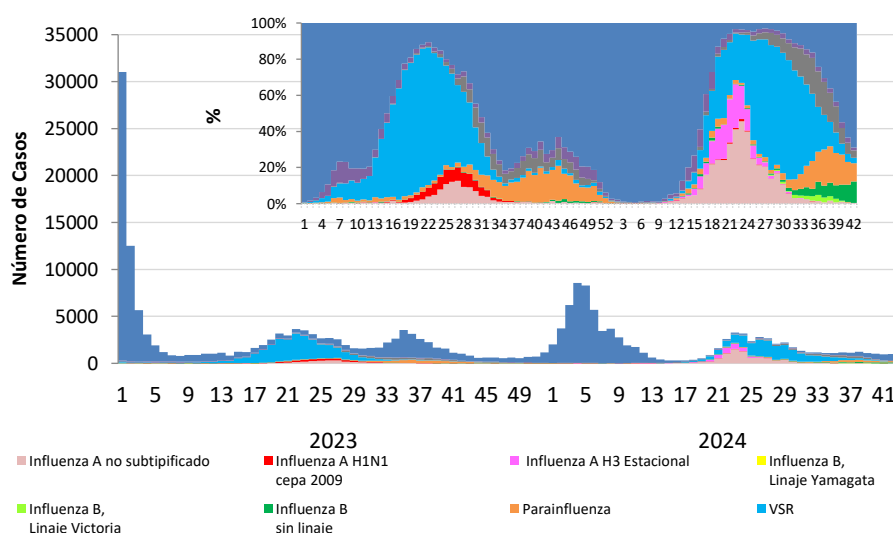 100%
80%
60%
40%
20%
0%
%
1 4 7 10 13 16 19 22 25 28 31 34 37 40 43 46 49 52 3 6 9 12 15 18 21 24 27 30 33 36 39 42
35000
30000
25000
20000
15000
10000
5000
0
Número de Casos
1 5 9 13 17 21 25 29 33 37 41 45 49 1 5 9 13 17 21 25 29 33 37 41
2023 2024
Influenza A no subtipificado
Influenza A H1N1
cepa 2009
Influenza A H3 Estacional
Influenza B,
Linaje Yamagata
Influenza B,
Linaie Victoria
Influenza B
sin linaie
Parainfluenza
VSR